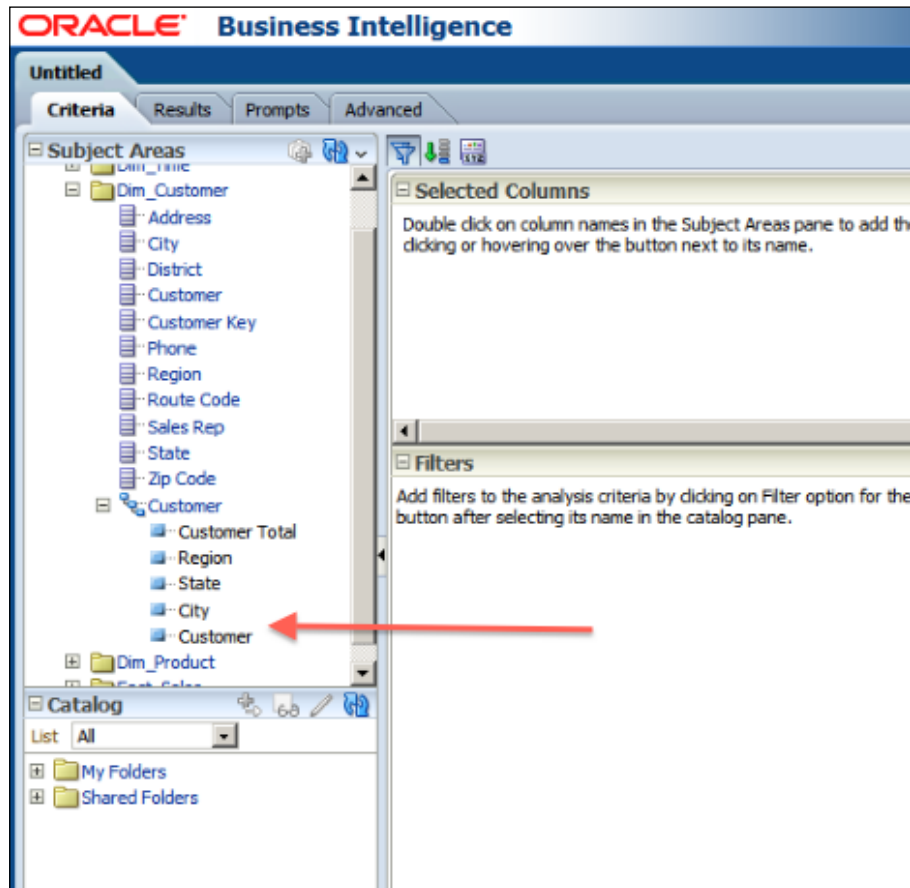 ORACLE Business Intelligence
Untitled
Criteria Results Prompts Advanced
Subject Areas
Dim_Time
Dim_Customer
Address
City
District
Customer
Customer Key
Phone
Region
Route Code
Sales Rep
State
Zip Code
Customer
Customer Total
Region
State
City
Customer
Dim_Product
Fact_Sales
Catalog
List All
My Folders
Shared Folders
Selected Columns
Double click on column names in the Subject Areas pane to add the
clicking or hovering over the button next to its name.
Filters
Add filters to the analysis criteria by clicking on Filter option for the
button after selecting its name in the catalog pane.